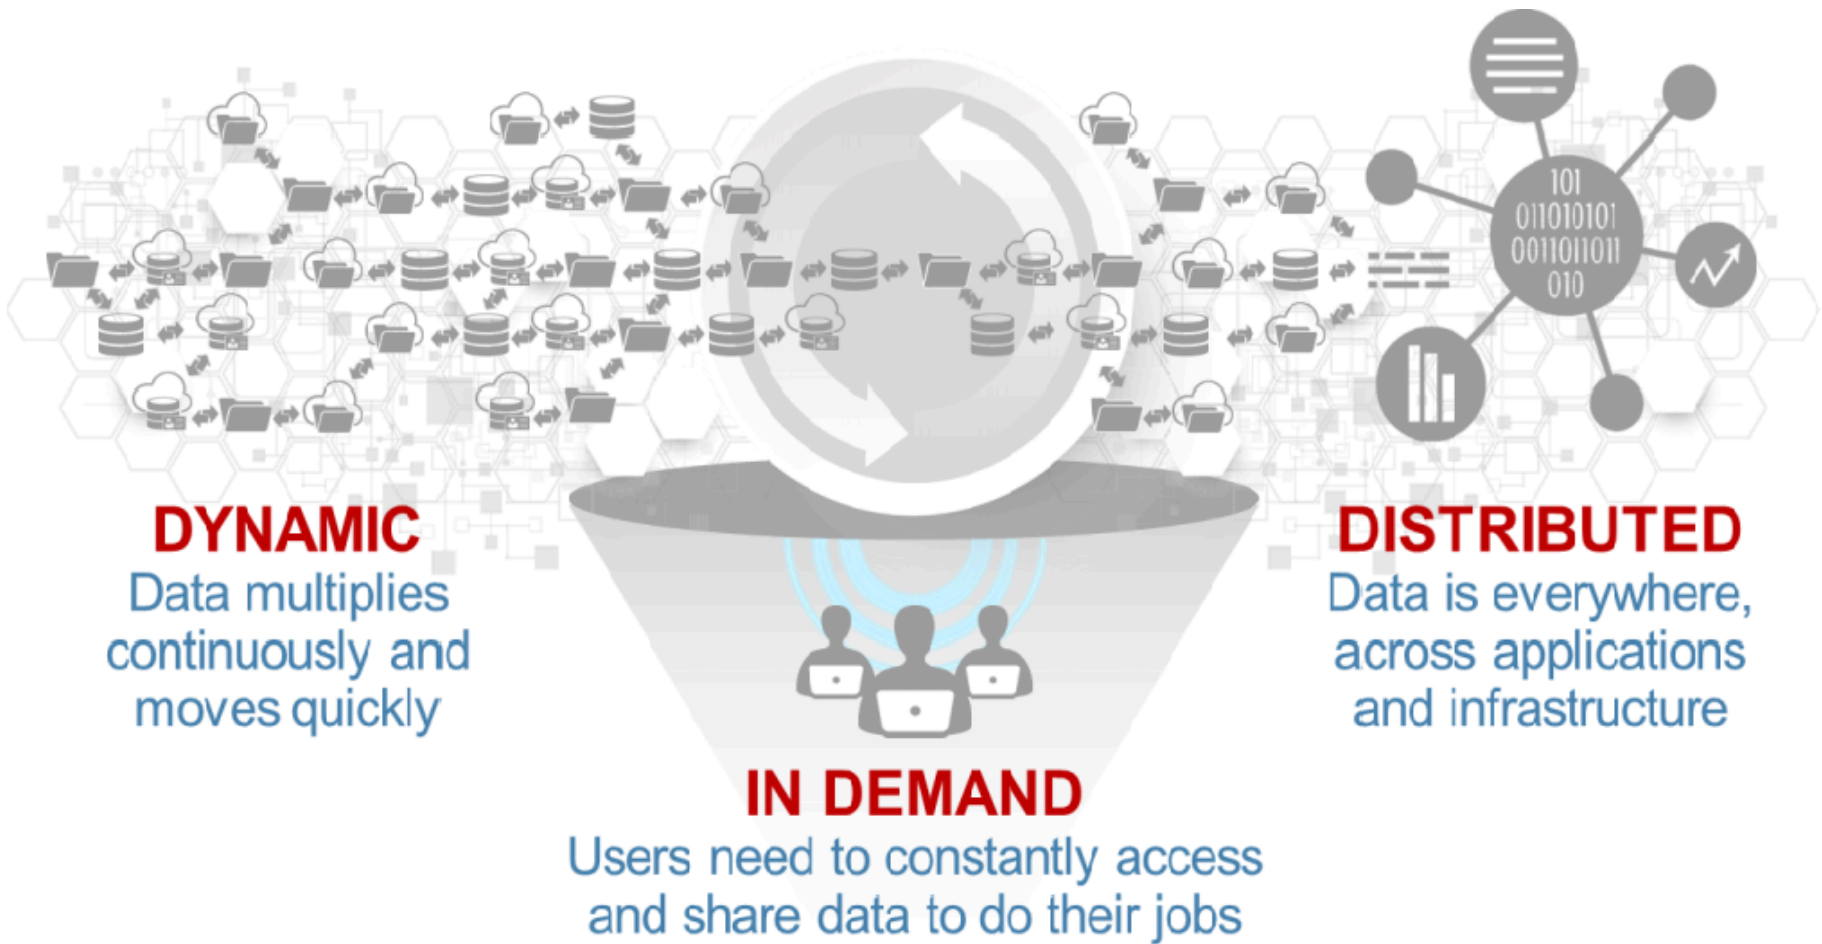 101
011010101
0011011011
010
DYNAMIC
Data multiplies
continuously and
moves quickly
DISTRIBUTED
Data is everywhere,
across applications
and infrastructure
IN DEMAND
Users need to constantly access
and share data to do their jobs